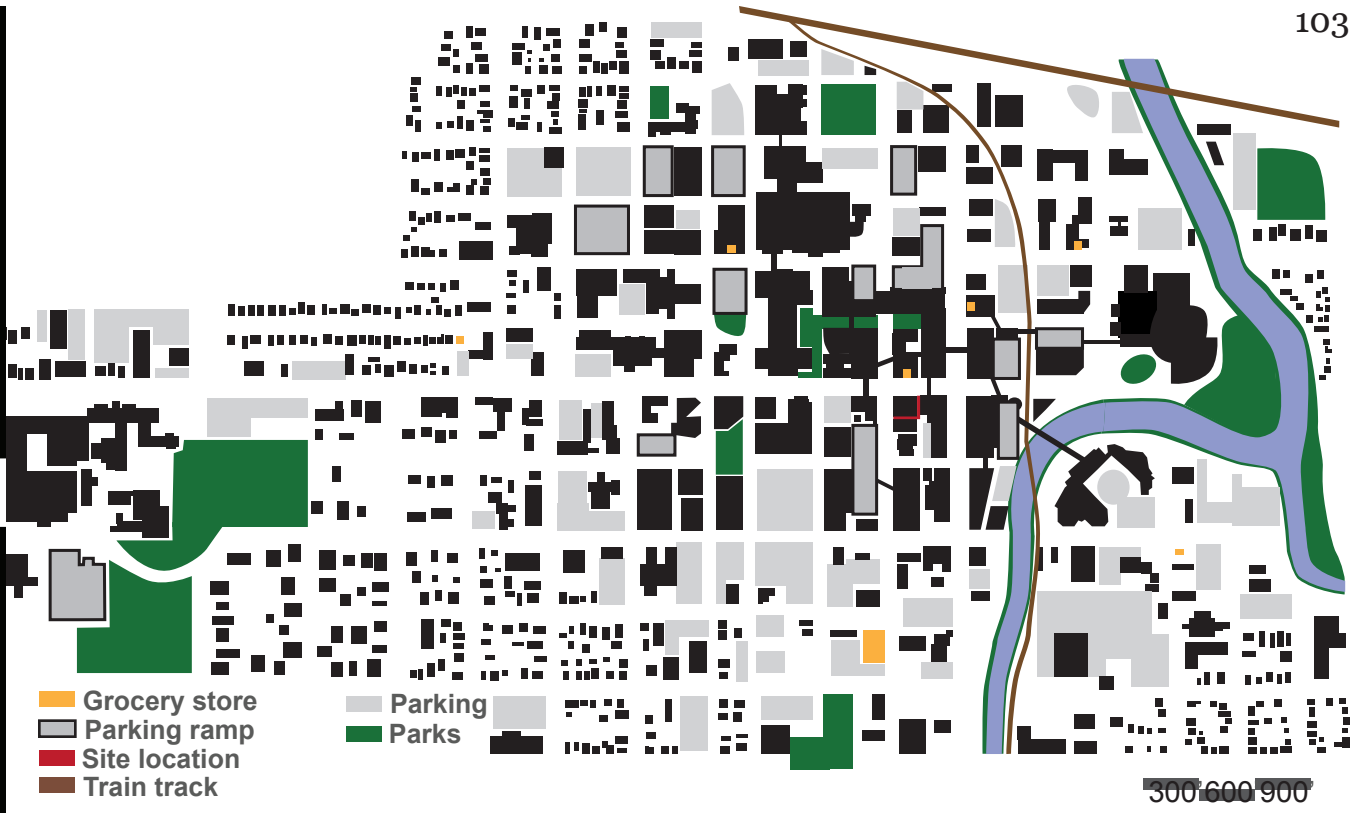 103
Grocery store
Parking ramp
Site location
Train track
Parking
Parks
300' 600 900'